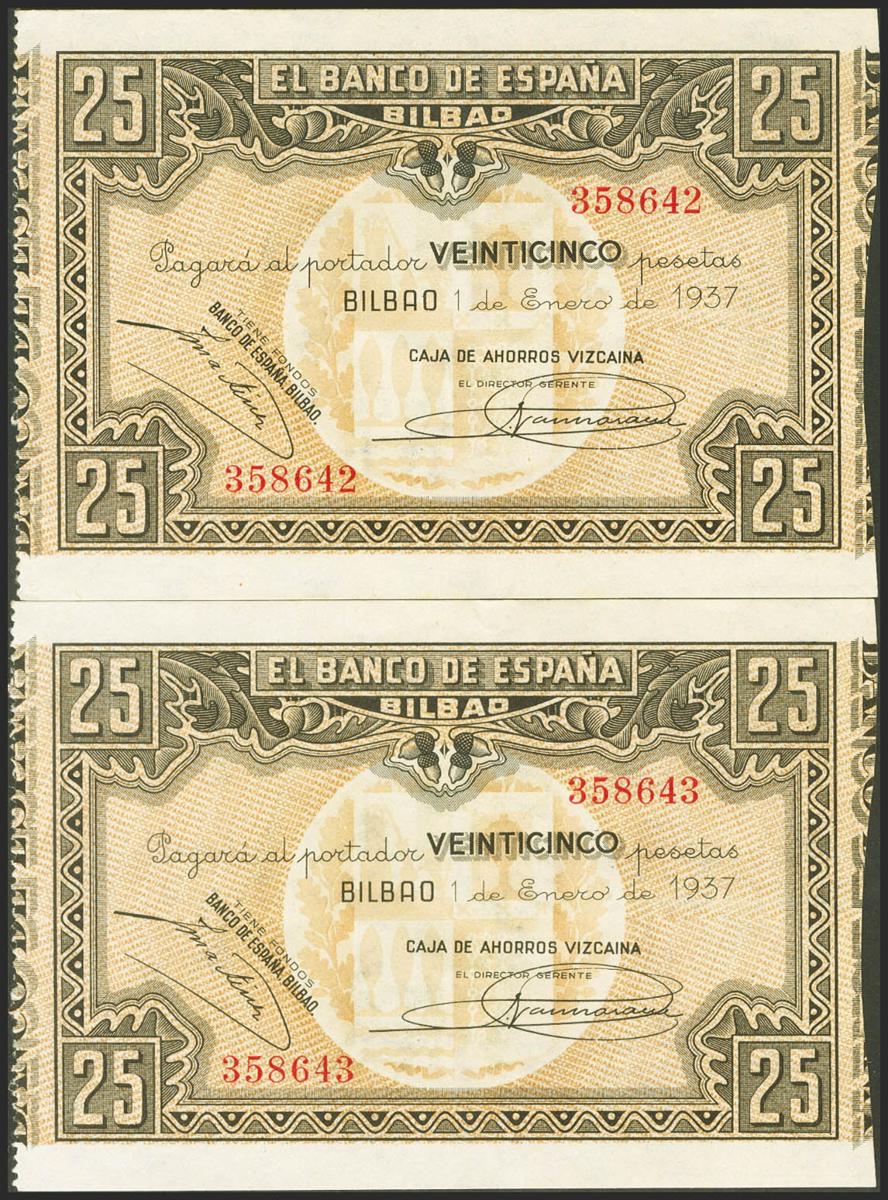 25 EL BANCO DE ESPAÑA 25
BILBAO
358642
Pagará al portador VEINTICINCO pesetas
BILBAO 1 de Enero de 1937
TIENE FONDOS
BANCO DE ESPAÑA, BILBAO.
CAJA DE AHORROS VIZCAINA
EL DIRECTOR GERENTE
358642
25 25
25 EL BANCO DE ESPAÑA 25
BILBAO
358643
Pagará al portador VEINTICINCO pesetas
BILBAO 1 de Enero de 1937
TIENE FONDOS
BANCO DE ESPAÑA, BILBAO
CAJA DE AHORROS VIZCAINA
EL DIRECTOR GERENTE
358643
25 25